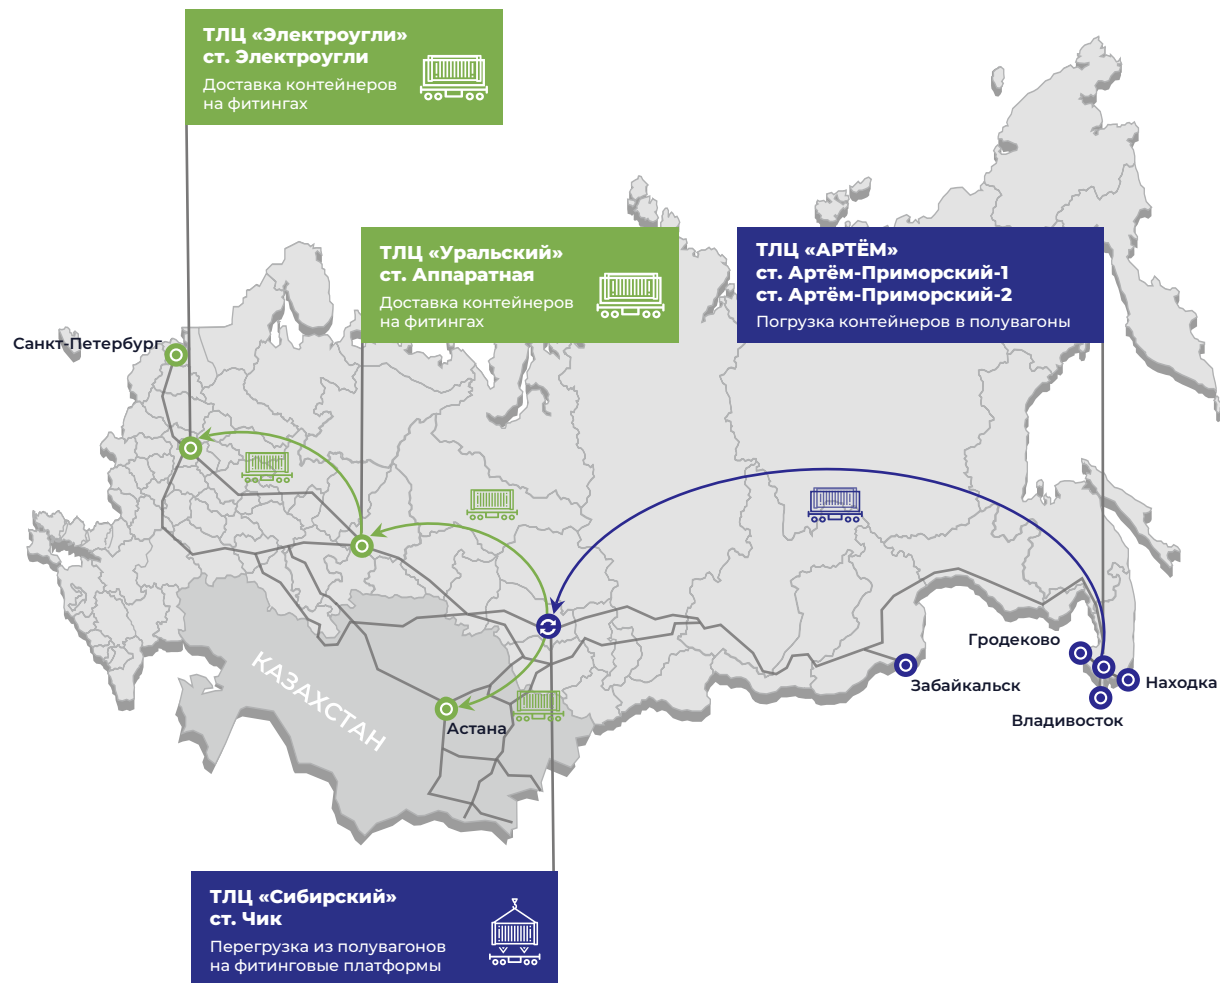 ТЛЦ «Электроугли»
ст. Электроугли
Доставка контейнеров
на фитингах
ТЛЦ «Уральский»
ст. Аппаратная
Доставка контейнеров
на фитингах
ТЛЦ «АРТЁМ»
ст. Артём-Приморский-1
ст. Артём-Приморский-2
Погрузка контейнеров в полувагоны
Санкт-Петербург
Гродеково
Забайкальск
Находка
Владивосток
КАЗАХСТАН
Астана
ТЛЦ «Сибирский»
ст. Чик
Перегрузка из полувагонов
на фитинговые платформы